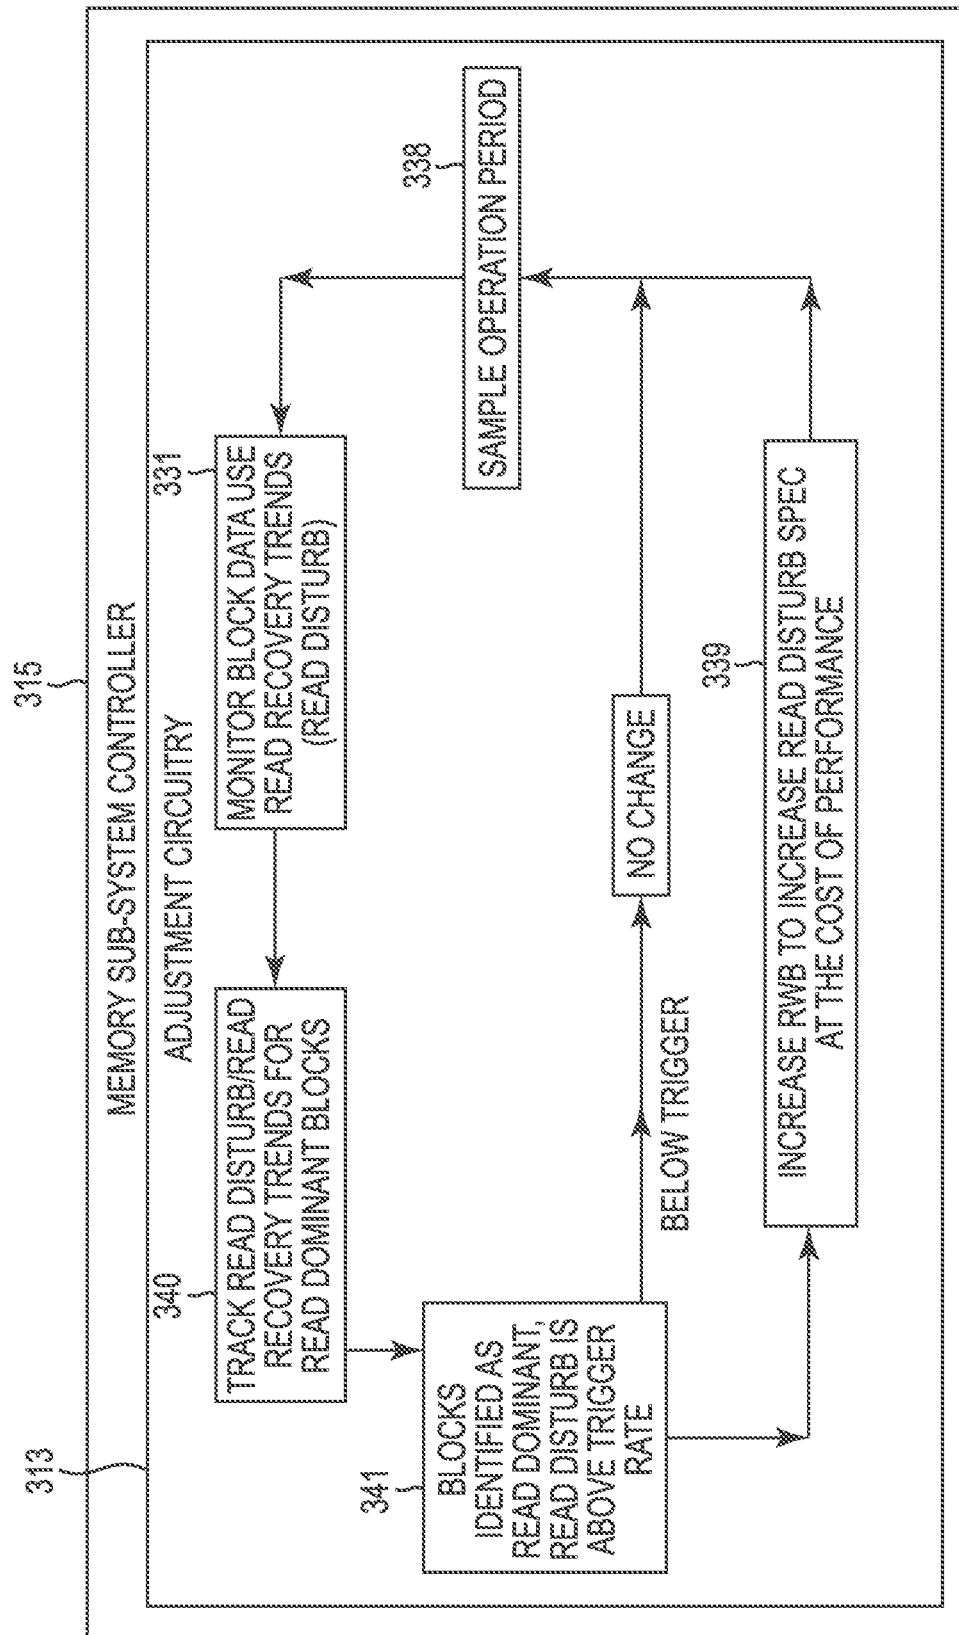 315
MEMORY SUB-SYSTEM CONTROLLER
313
ADJUSTMENT CIRCUITRY
340
TRACK READ DISTURB/READ
RECOVERY TRENDS FOR
READ DOMINANT BLOCKS
331
MONITOR BLOCK DATA USE
READ RECOVERY TRENDS
(READ DISTURB)
341
BLOCKS
IDENTIFIED AS
READ DOMINANT,
READ DISTURB IS
ABOVE TRIGGER
RATE
338
SAMPLE OPERATION PERIOD
BELOW TRIGGER
NO CHANGE
339
INCREASE RWB TO INCREASE READ DISTURB SPEC
AT THE COST OF PERFORMANCE